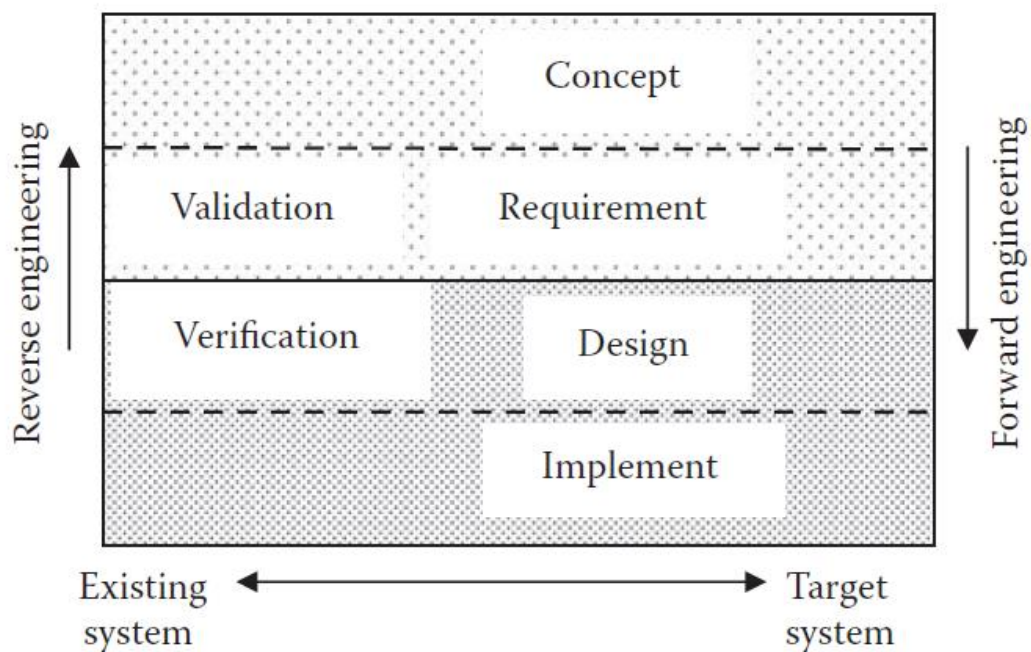 Concept
Validation
Requirement
Verification
Design
Implement
Reverse engineering
Forward engineering
Existing
system
Target
system